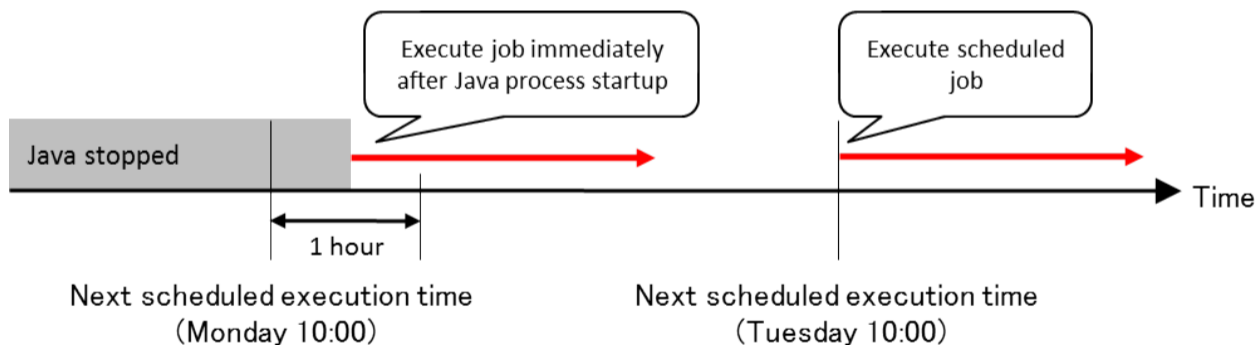 Execute job immediately
after Java process startup
Execute scheduled
job
Java stopped
Time
1 hour
Next scheduled execution time
(Monday 10:00)
Next scheduled execution time
(Tuesday 10:00)